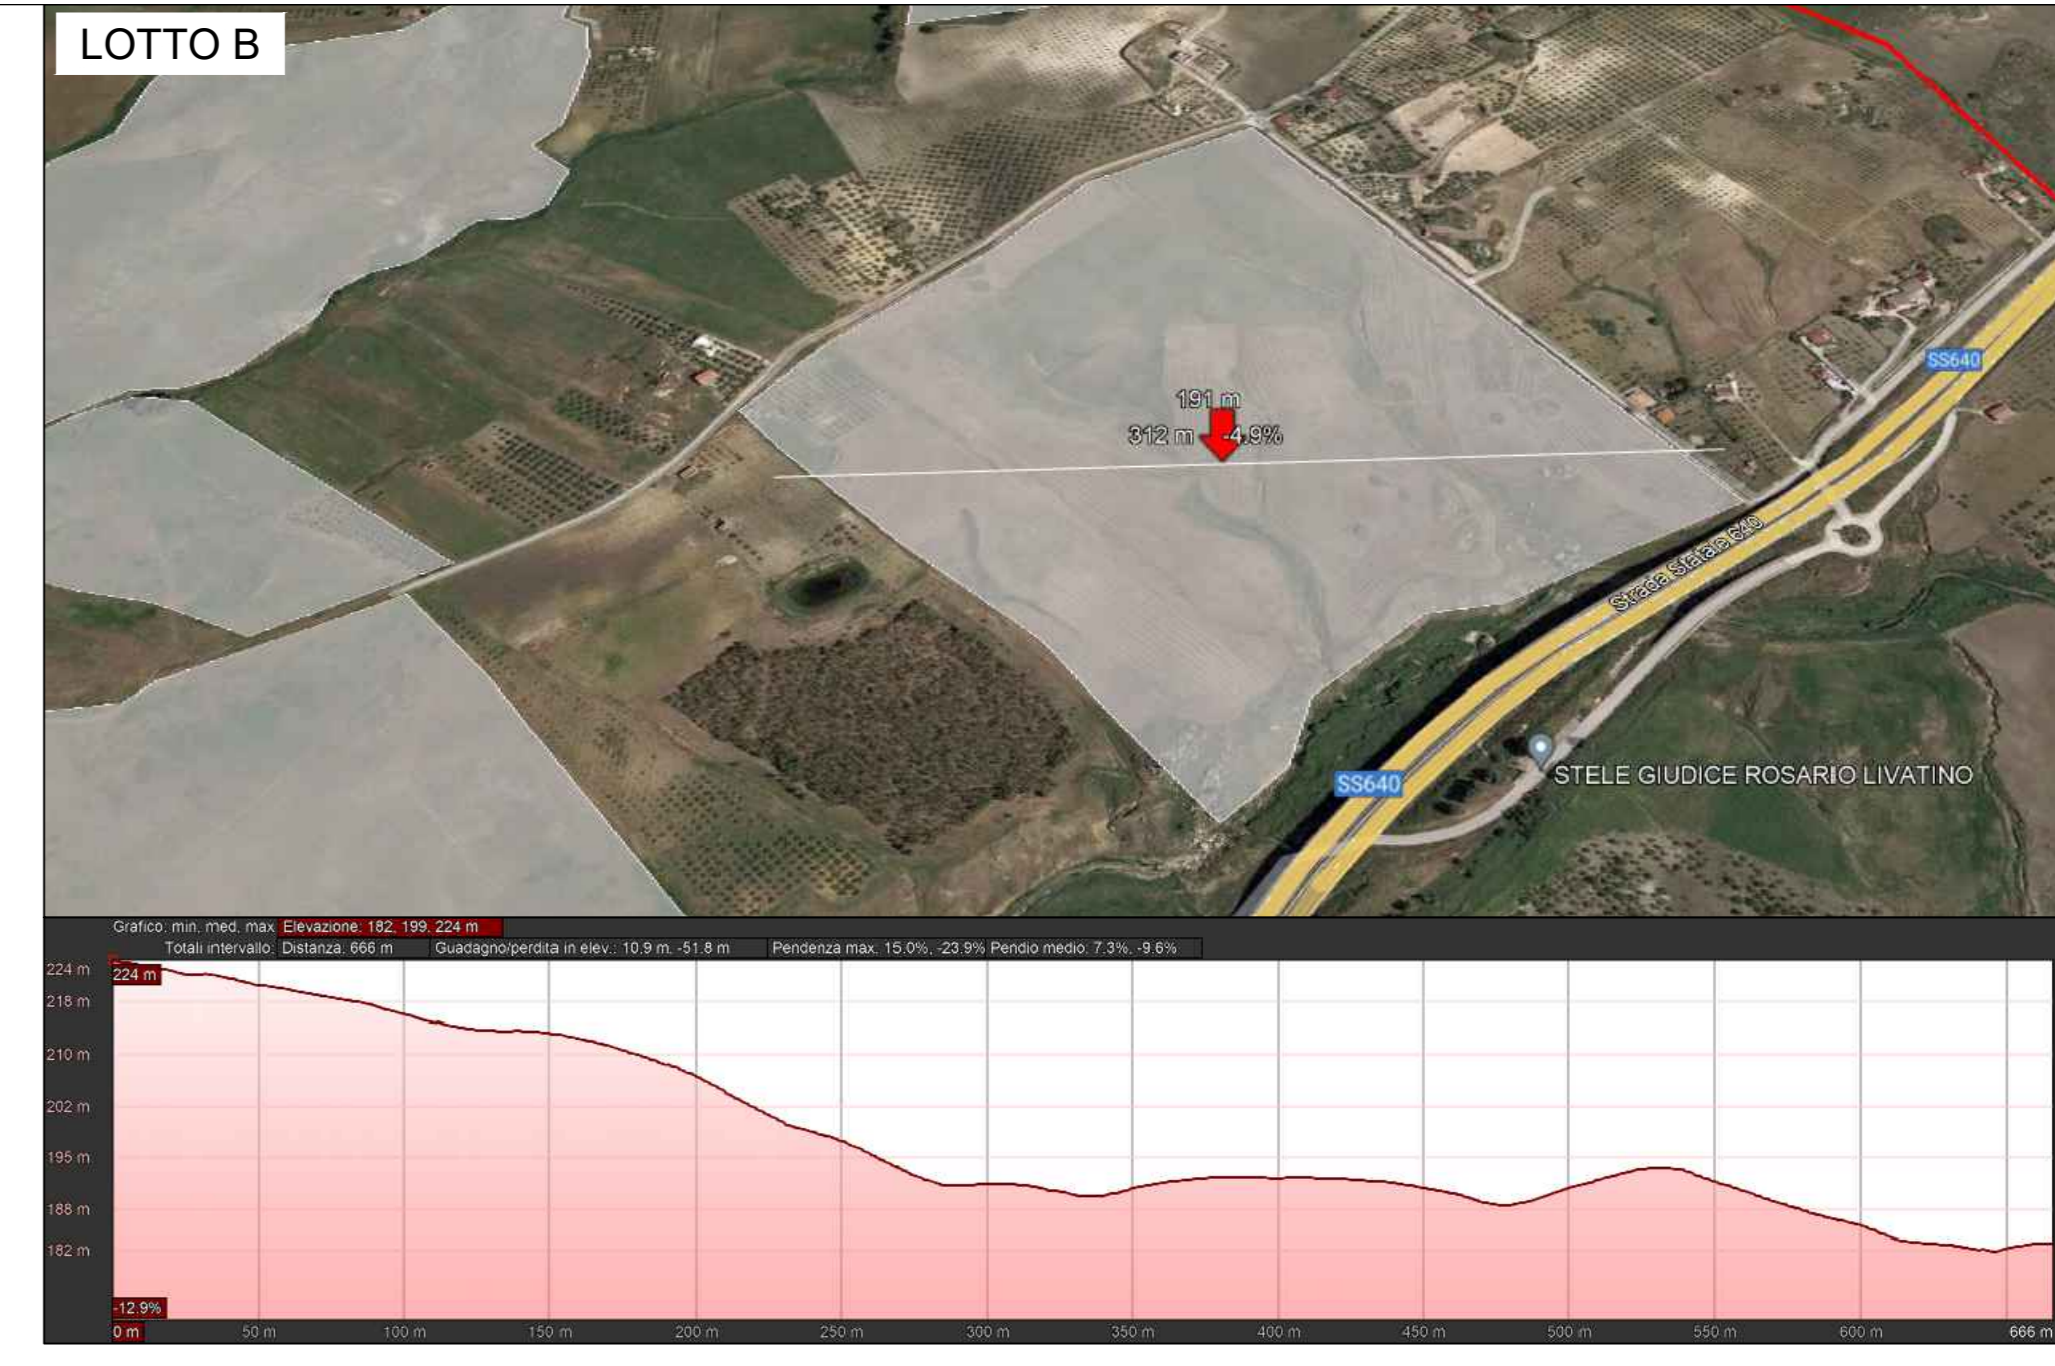 LOTTO B
SS640
191 m
312 m -4.9%
Strada Statale 640
SS640
STELE GIUDICE ROSARIO LIVATINO
Grafico: min, med, max Elevazione: 182, 199, 224 m
Totali intervallo: Distanza: 666 m Guadagno/perdita in elev.: 10.9 m, -51.8 m Pendenza max: 15.0%, -23.9% Pendio medio: 7.3%, -9.6%
224 m
224 m
218 m
210 m
202 m
195 m
188 m
182 m
-12.9%
0 m 50 m 100 m 150 m 200 m 250 m 300 m 350 m 400 m 450 m 500 m 550 m 600 m 666 m